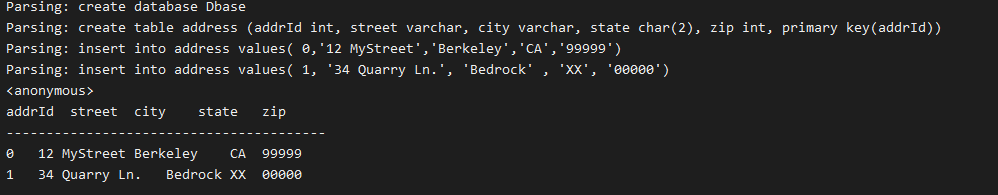 Parsing: create database Dbase
Parsing: create table address (addrId int, street varchar, city varchar, state char(2), zip int, primary key(addrId))
Parsing: insert into address values( 0,'12 MyStreet','Berkeley','CA','99999')
Parsing: insert into address values( 1, '34 Quarry Ln.', 'Bedrock' , 'XX', '00000')
<anonymous>
addrId  street  city    state   zip
----------------------------------------
0   12 MyStreet Berkeley    CA  99999
1   34 Quarry Ln.   Bedrock XX  00000